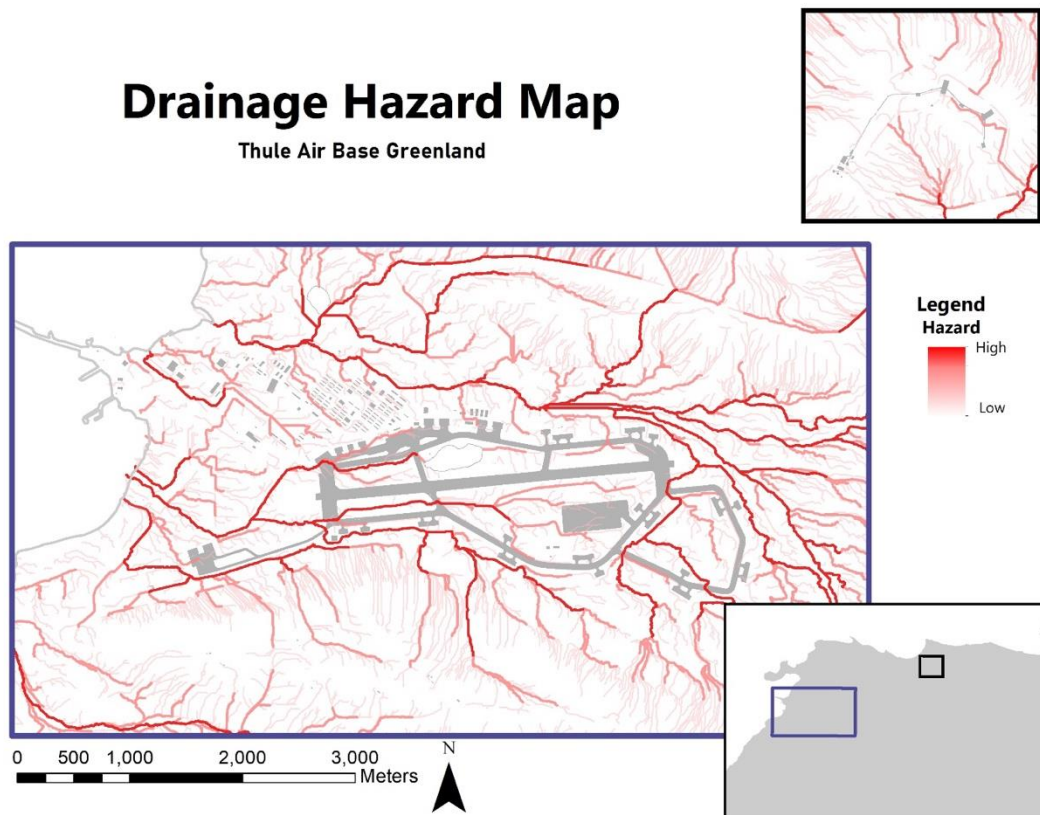 Drainage Hazard Map
Thule Air Base Greenland
Legend
Hazard
High
Low
0 500 1,000 2,000 3,000
Meters
N